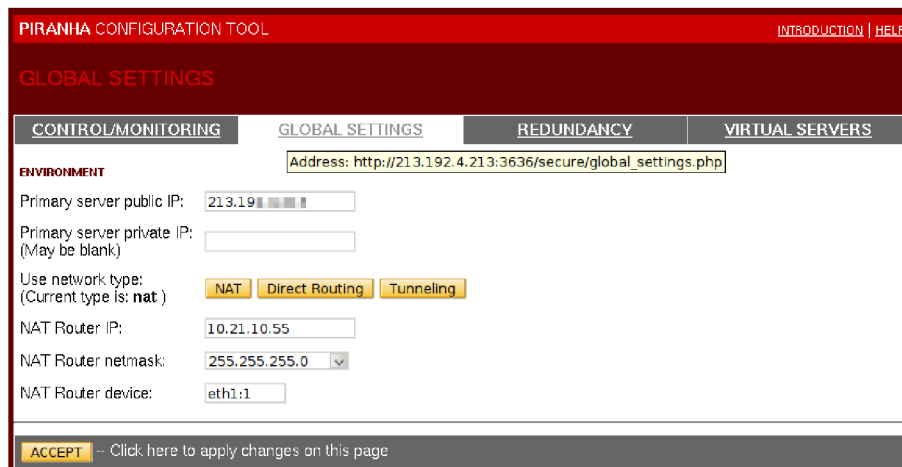 PIRANHA CONFIGURATION TOOL
INTRODUCTION | HELP
GLOBAL SETTINGS
CONTROL/MONITORING GLOBAL SETTINGS REDUNDANCY VIRTUAL SERVERS
Address: http://213.192.4.213:3636/secure/global_settings.php
ENVIRONMENT
Primary server public IP:
Primary server private IP:
(May be blank)
Use network type:
(Current type is: nat )
NAT Direct Routing Tunneling
NAT Router IP: 10.21.10.55
NAT Router netmask: 255.255.255.0
NAT Router device: eth1:1
ACCEPT -- Click here to apply changes on this page